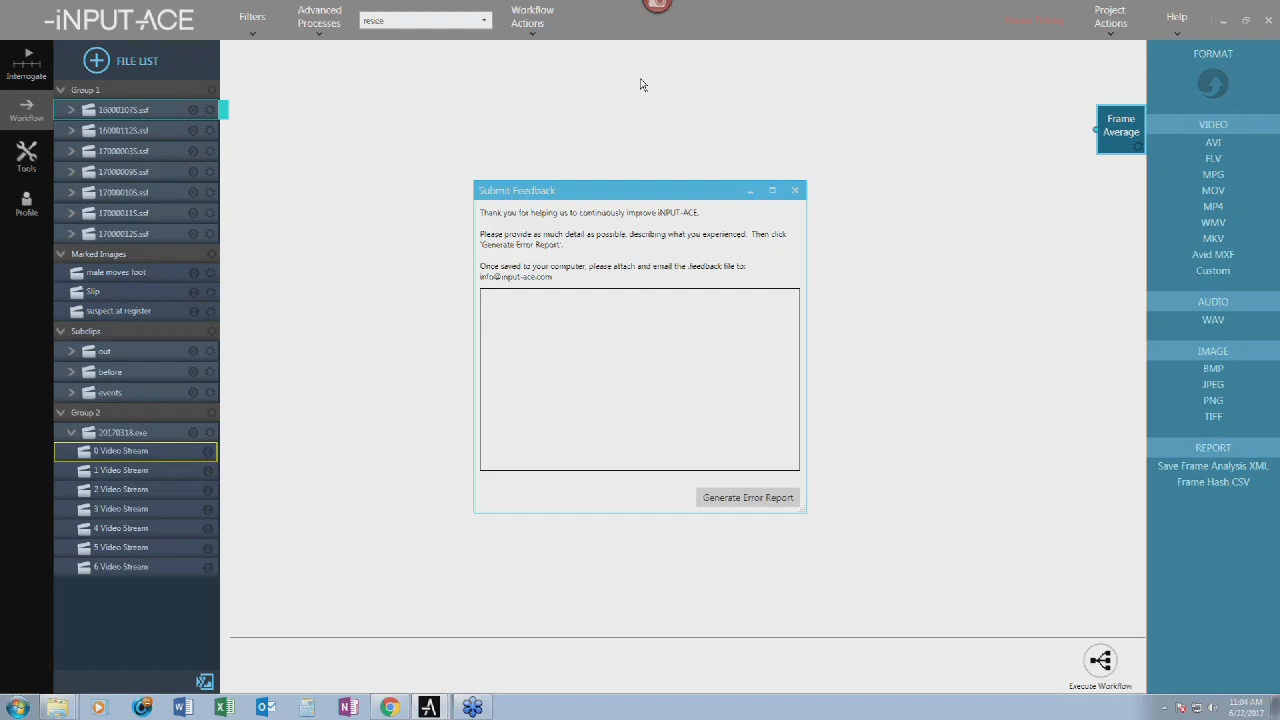 iNPUT-ACE
Filters
Advanced
Processes
resize
Workflow
Actions
Project
Actions
Help
Interrogate
Workflow
Tools
Profile
FILE LIST
Group 1
16000107S.ssf
16000112S.ssf
17000003S.ssf
17000009S.ssf
17000010S.ssf
17000011S.ssf
17000012S.ssf
Marked Images
male moves foot
Slip
suspect at register
Subclips
out
before
events
Group 2
20170318.exe
0 Video Stream
1 Video Stream
2 Video Stream
3 Video Stream
4 Video Stream
5 Video Stream
6 Video Stream
Submit Feedback
Thank you for helping us to continuously improve iNPUT-ACE.
Please provide as much detail as possible, describing what you experienced. Then click
'Generate Error Report'.
Once saved to your computer, please attach and email the .feedback file to:
info@input-ace.com
Generate Error Report
Frame
Average
Execute Workflow
FORMAT
VIDEO
AVI
FLV
MPG
MOV
MP4
WMV
MKV
Avid MXF
Custom
AUDIO
WAV
IMAGE
BMP
JPEG
PNG
TIFF
REPORT
Save Frame Analysis XML
Frame Hash CSV
11:04 AM
6/22/2017